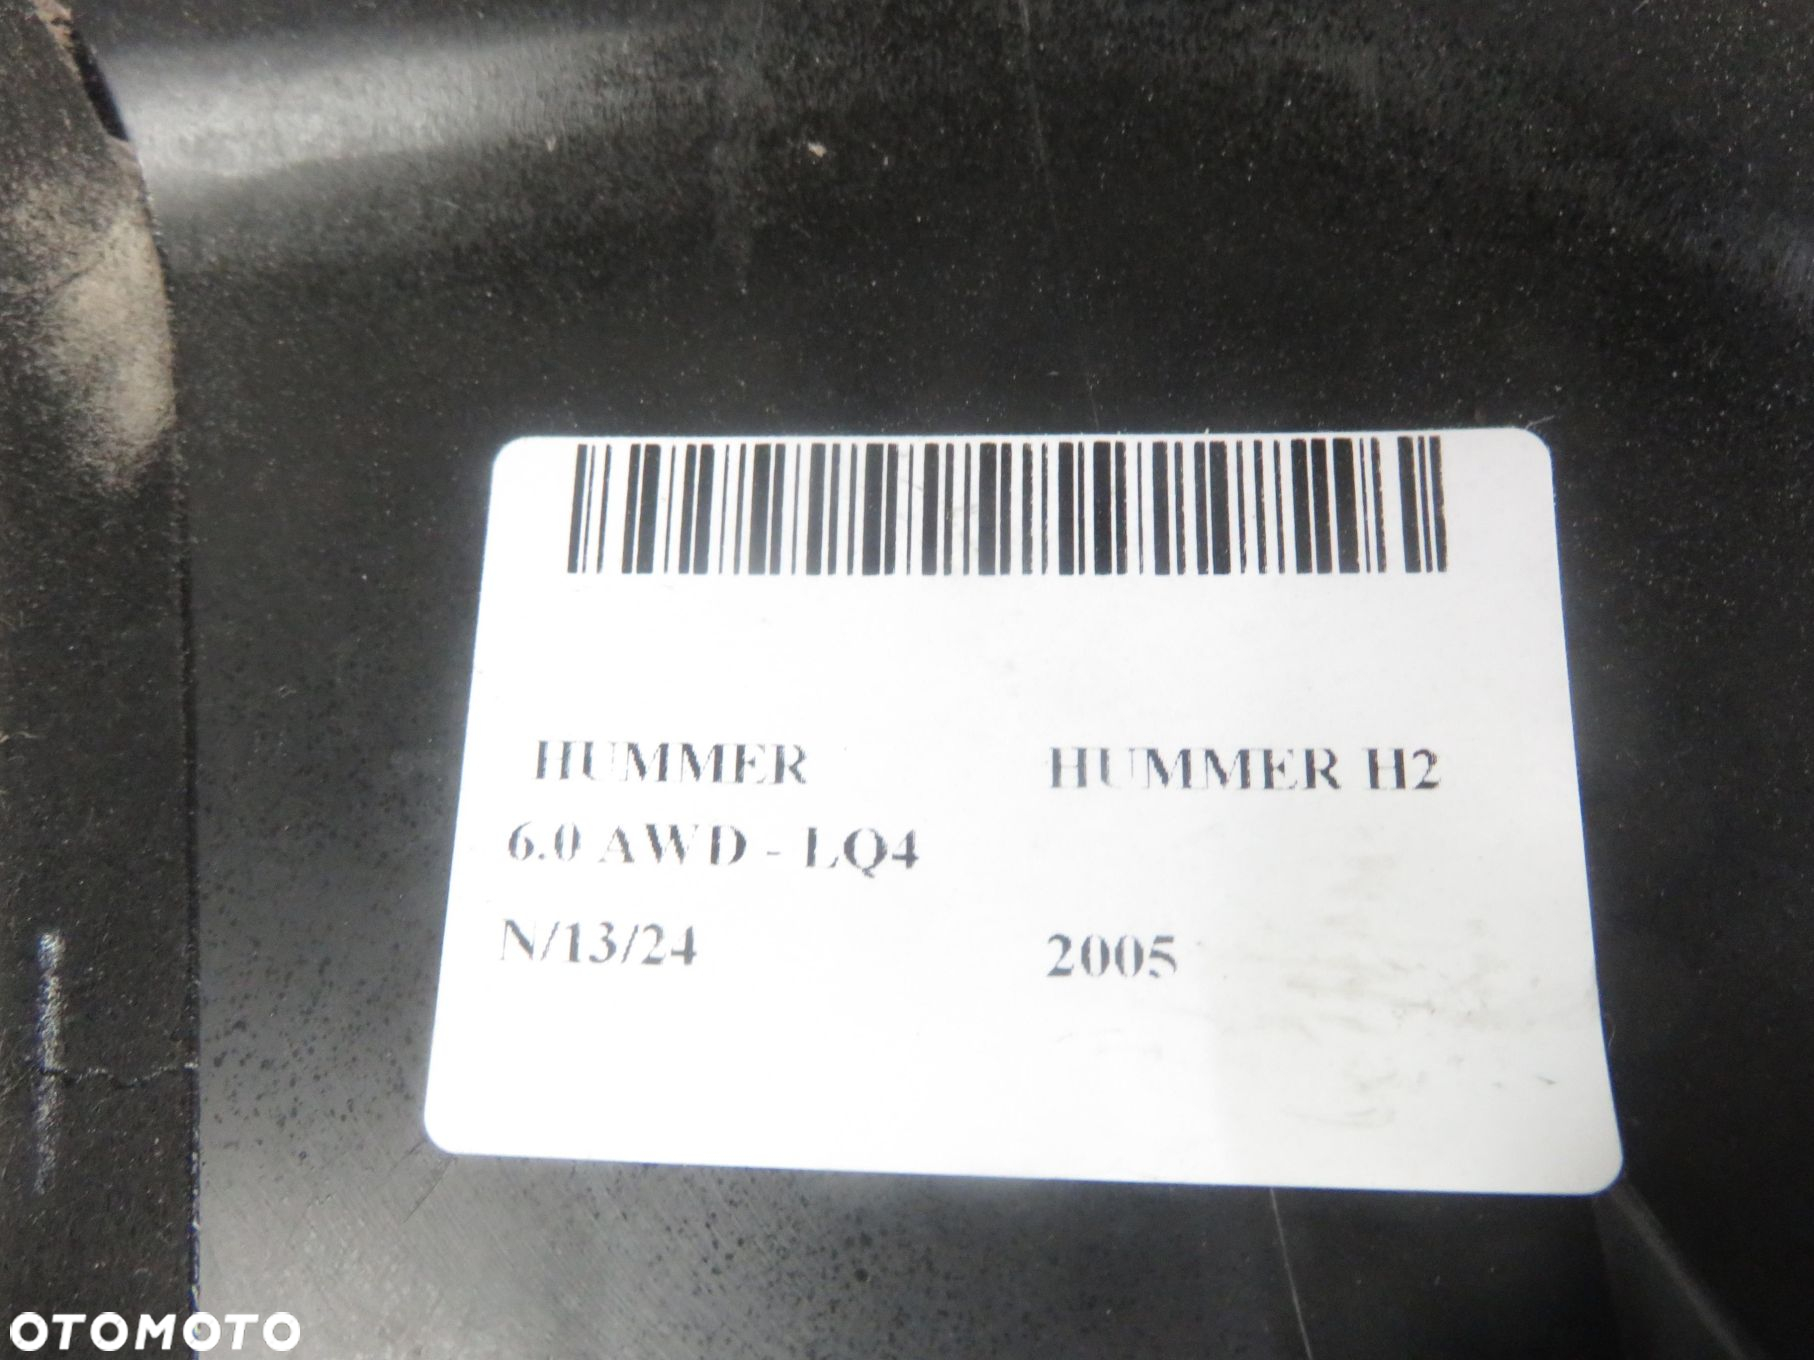 HUMMER HUMMER H2
6.0 AWD - LQ4
N/13/24 2005
OTOMOTO